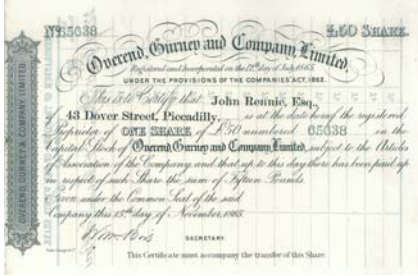 No. 65638 £50 SHARE.
Overend, Gurney and Company, Limited.
Registered and Incorporated on the 12th day of July, 1865.
UNDER THE PROVISIONS OF THE COMPANIES' ACT, 1862.
This is to Certify that John Rennie, Esq.,
of 43 Dover Street, Piccadilly, is at the date hereof the registered
Proprietor of ONE SHARE of £50 numbered 65638 in the
Capital Stock of Overend Gurney and Company, Limited, subject to the Articles
of Association of the Company, and that up to this day there has been paid up
in respect of such Share the sum of Fifteen Pounds.
Given under the Common Seal of the said
Company this 15th day of November, 1865.
SECRETARY.
This Certificate must accompany the transfer of this Share.
OVEREND, GURNEY & COMPANY, LIMITED.